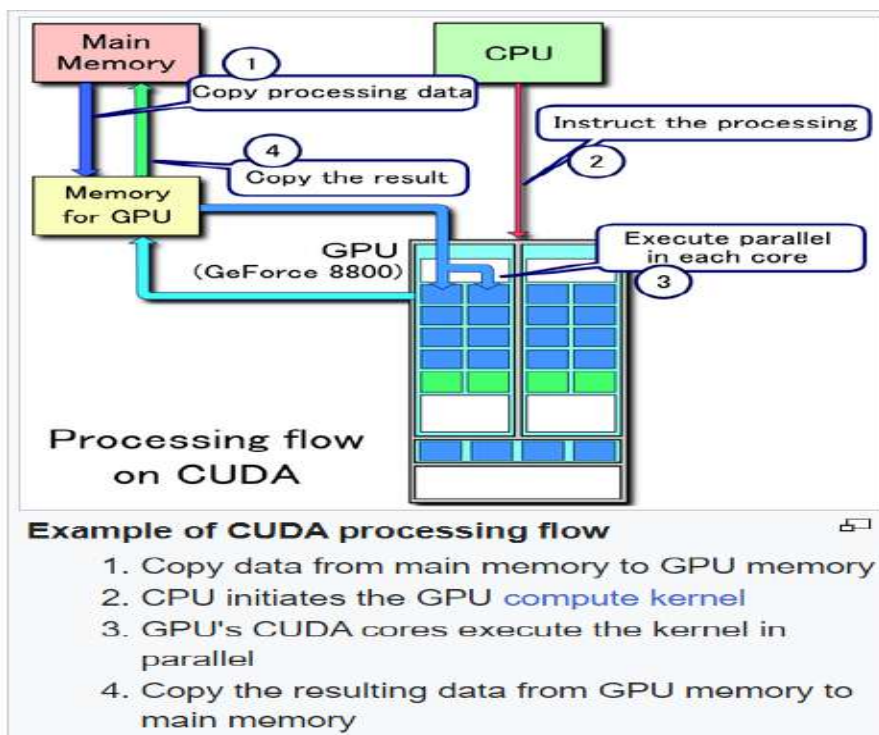 Main
Memory
CPU
1
Copy processing data
Instruct the processing
2
4
Copy the result
Memory
for GPU
GPU
(GeForce 8800)
Execute parallel
in each core
3
Processing flow
on CUDA
Example of CUDA processing flow
1. Copy data from main memory to GPU memory
2. CPU initiates the GPU compute kernel
3. GPU's CUDA cores execute the kernel in
parallel
4. Copy the resulting data from GPU memory to
main memory